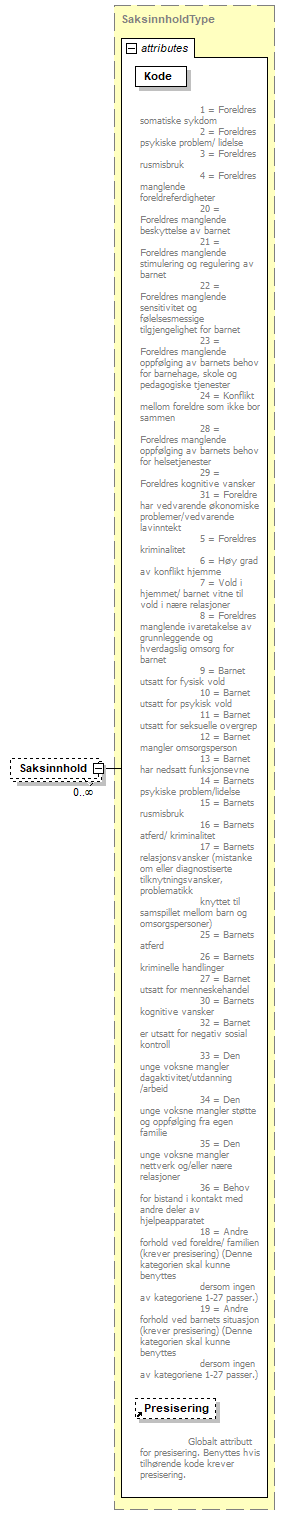 SaksinnholdType
attributes
Kode
1 = Foreldres
somatiske sykdom
2 = Foreldres
psykiske problem/ lidelse
3 = Foreldres
rusmisbruk
4 = Foreldres
manglende
foreldreferdigheter
20 =
Foreldres manglende
beskyttelse av barnet
21 =
Foreldres manglende
stimulering og regulering av
barnet
22 =
Foreldres manglende
sensitivitet og
følelsesmessige
tilgjengelighet for barnet
23 =
Foreldres manglende
oppfølging av barnets behov
for barnehage, skole og
pedagogiske tjenester
24 = Konflikt
mellom foreldre som ikke bor
sammen
28 =
Foreldres manglende
oppfølging av barnets behov
for helsetjenester
29 =
Foreldres kognitive vansker
31 = Foreldre
har vedvarende økonomiske
problemer/vedvarende
lavinntekt
5 = Foreldres
kriminalitet
6 = Høy grad
av konflikt hjemme
7 = Vold i
hjemmet/ barnet vitne til
vold i nære relasjoner
8 = Foreldres
manglende ivaretakelse av
grunnleggende og
hverdagslig omsorg for
barnet
9 = Barnet
utsatt for fysisk vold
10 = Barnet
utsatt for psykisk vold
11 = Barnet
utsatt for seksuelle overgrep
12 = Barnet
mangler omsorgsperson
13 = Barnet
har nedsatt funksjonsevne
14 = Barnets
psykiske problem/lidelse
15 = Barnets
rusmisbruk
16 = Barnets
atferd/ kriminalitet
17 = Barnets
relasjonsvansker (mistanke
om eller diagnostiserte
tilknytningsvansker,
problematikk
knyttet til
samspillet mellom barn og
omsorgspersoner)
25 = Barnets
atferd
26 = Barnets
kriminelle handlinger
27 = Barnet
utsatt for menneskehandel
30 = Barnets
kognitive vansker
32 = Barnet
er utsatt for negativ sosial
kontroll
33 = Den
unge voksne mangler
dagaktivitet/utdanning
/arbeid
34 = Den
unge voksne mangler støtte
og oppfølging fra egen
familie
35 = Den
unge voksne mangler
nettverk og/eller nære
relasjoner
36 = Behov
for bistand i kontakt med
andre deler av
hjelpeapparatet
18 = Andre
forhold ved foreldre/ familien
(krever presisering) (Denne
kategorien skal kunne
benyttes
dersom ingen
av kategoriene 1-27 passer.)
19 = Andre
forhold ved barnets situasjon
(krever presisering) (Denne
kategorien skal kunne
benyttes
dersom ingen
av kategoriene 1-27 passer.)
Saksinnhold
0..∞
Presisering
Globalt attributt
for presisering. Benyttes hvis
tilhørende kode krever
presisering.